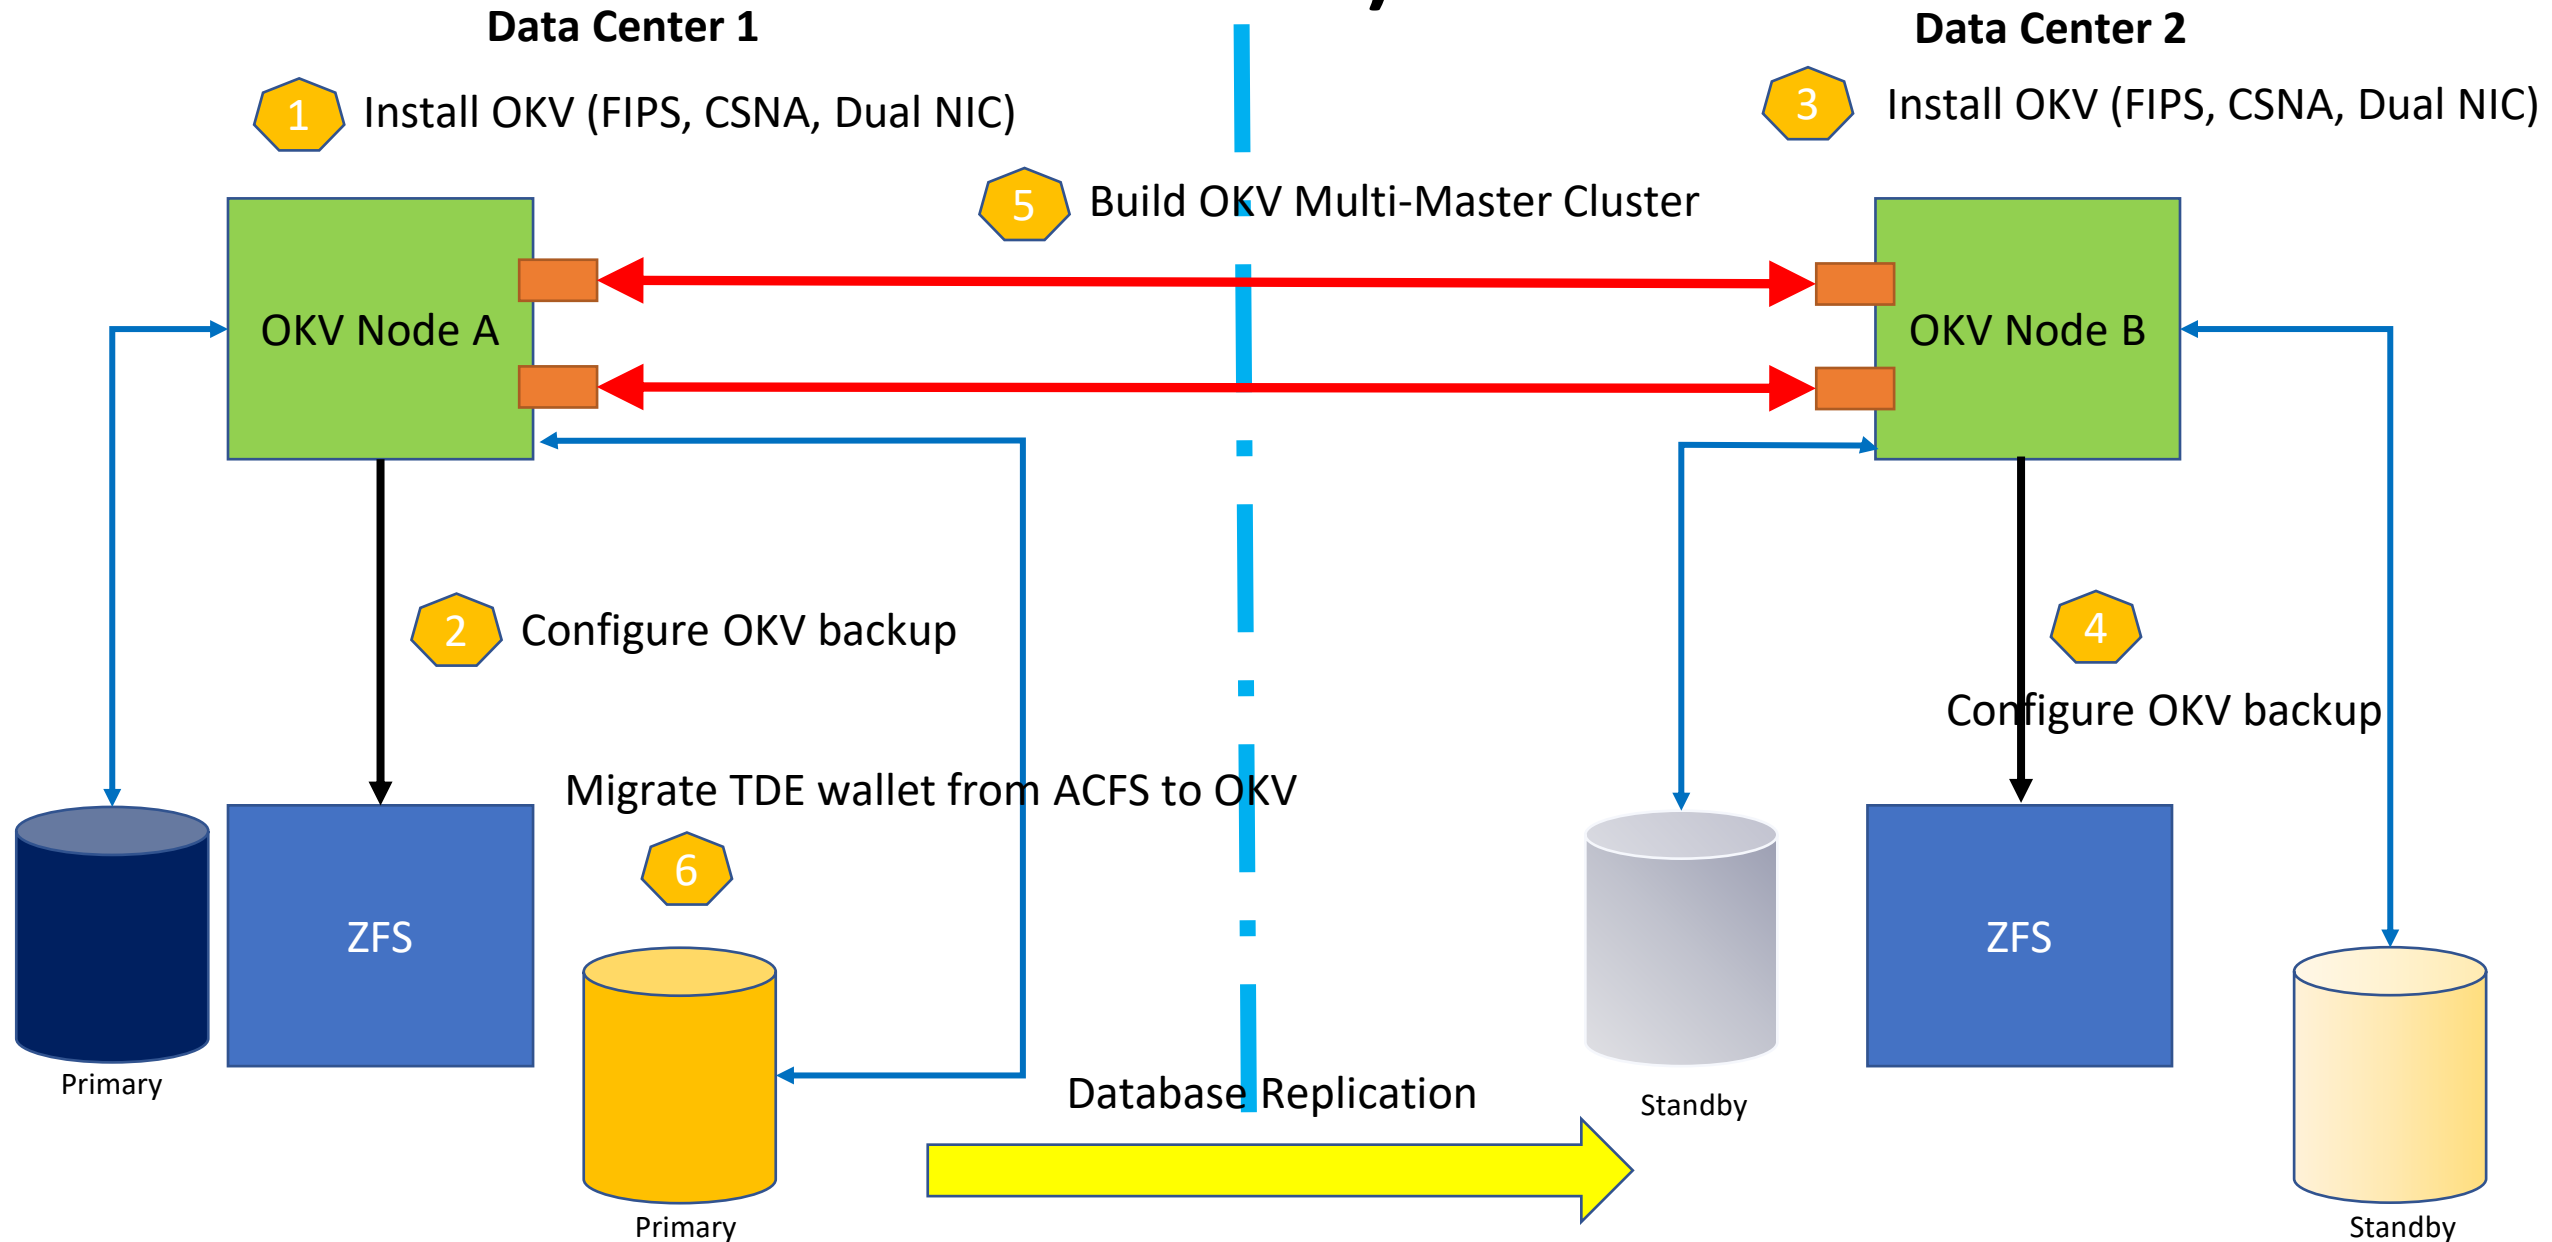 Data Center 1
Data Center 2
1
Install OKV (FIPS, CSNA, Dual NIC)
3
Install OKV (FIPS, CSNA, Dual NIC)
5
Build OKV Multi-Master Cluster
OKV Node A
OKV Node B
2
Configure OKV backup
4
Configure OKV backup
Migrate TDE wallet from ACFS to OKV
6
ZFS
ZFS
Primary
Database Replication
Standby
Primary
Standby